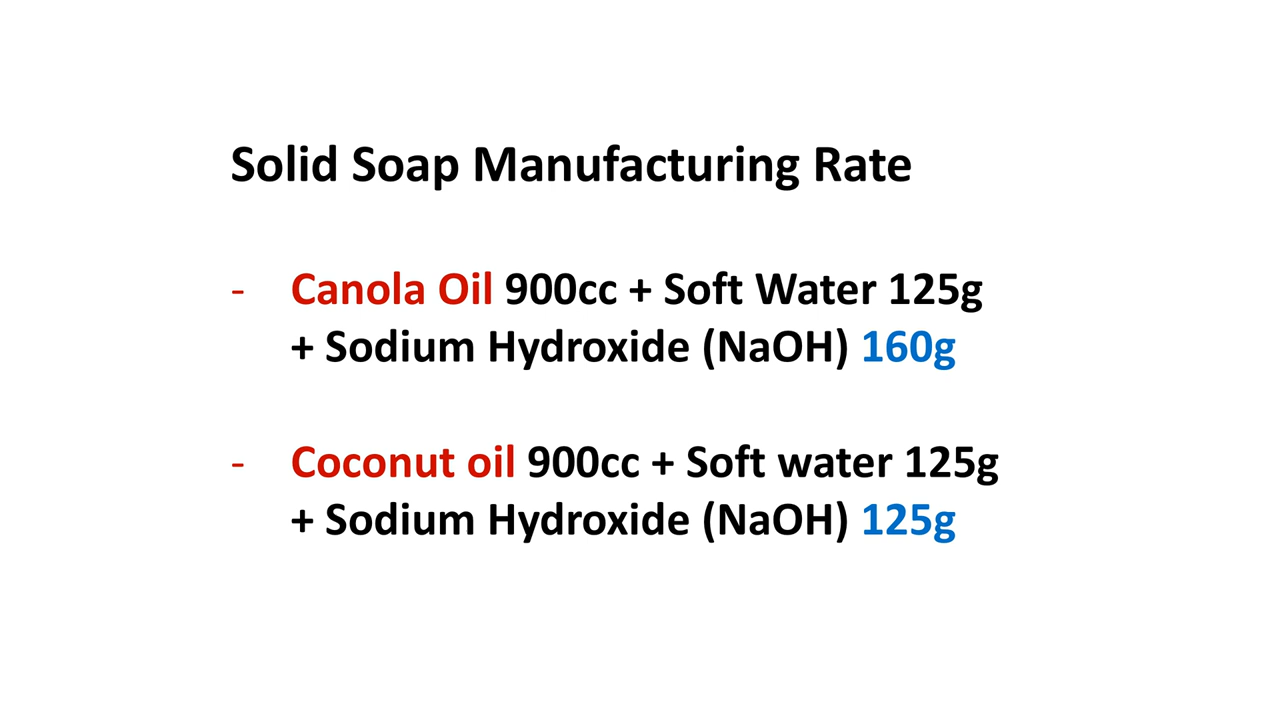 Solid Soap Manufacturing Rate
- Canola Oil 900cc + Soft Water 125g
+ Sodium Hydroxide (NaOH) 160g
- Coconut oil 900cc + Soft water 125g
+ Sodium Hydroxide (NaOH) 125g